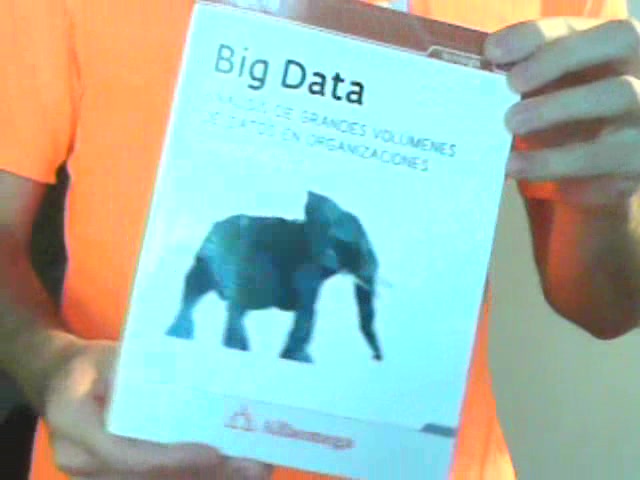 Big Data
ANÁLISIS DE GRANDES VOLÚMENES
DE DATOS EN ORGANIZACIONES
Alfaomega